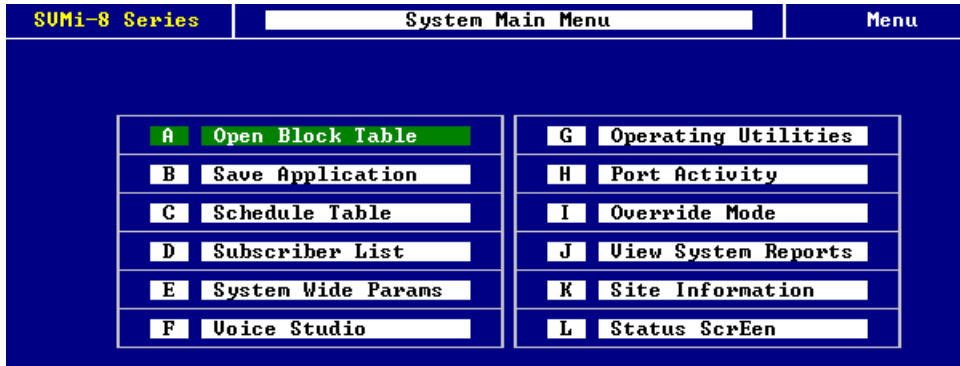 SVMi-8 Series System Main Menu Menu
A Open Block Table
B Save Application
C Schedule Table
D Subscriber List
E System Wide Params
F Voice Studio
G Operating Utilities
H Port Activity
I Override Mode
J View System Reports
K Site Information
L Status ScrEen